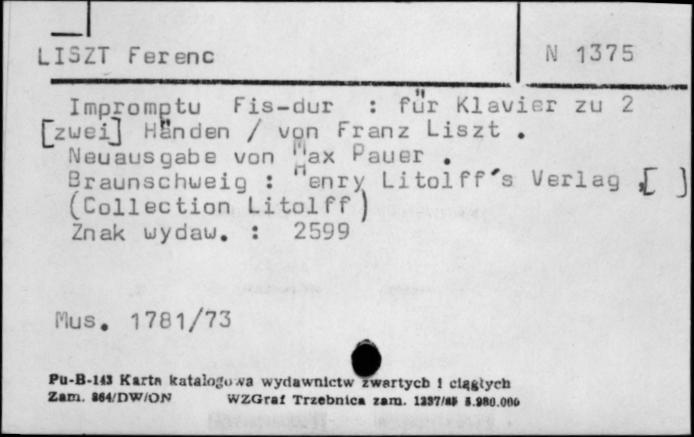 LISZT Ferenc
N 1375
Impromptu Fis-dur : für Klavier zu 2
[zwei] Händen / von Franz Liszt .
Neuausgabe von Max Pauer .
Braunschweig : Henry Litolff's Verlag ,[ ]
(Collection Litolff)
Znak wydaw. : 2599
Mus. 1781/73
Pu-B-143 Karta katalogowa wydawnictw zwartych i ciągłych
Zam. 864/DW/ON WZGraf Trzebnica zam. 1237/85 5.980.000